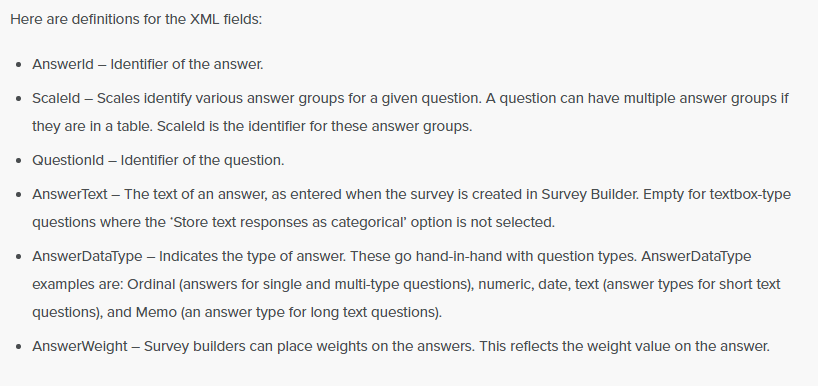 Here are definitions for the XML fields:
• AnswerId – Identifier of the answer.
• ScaleId – Scales identify various answer groups for a given question. A question can have multiple answer groups if
they are in a table. ScaleId is the identifier for these answer groups.
• QuestionId – Identifier of the question.
• AnswerText – The text of an answer, as entered when the survey is created in Survey Builder. Empty for textbox-type
questions where the ‘Store text responses as categorical’ option is not selected.
• AnswerDataType – Indicates the type of answer. These go hand-in-hand with question types. AnswerDataType
examples are: Ordinal (answers for single and multi-type questions), numeric, date, text (answer types for short text
questions), and Memo (an answer type for long text questions).
• AnswerWeight – Survey builders can place weights on the answers. This reflects the weight value on the answer.